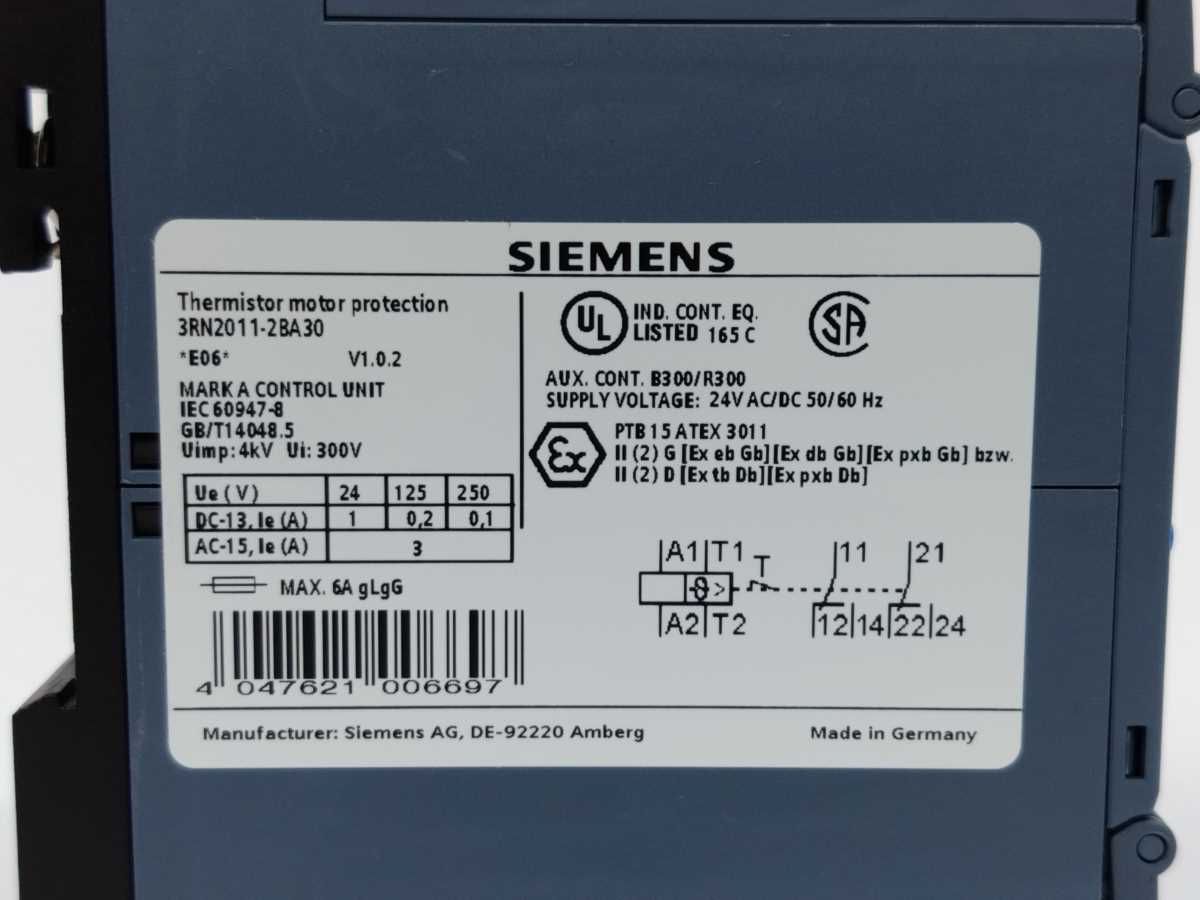 SIEMENS
Thermistor motor protection
3RN2011-2BA30
*E06* V1.0.2
MARK A CONTROL UNIT
IEC 60947-8
GB/T14048.5
Uimp: 4kV Ui: 300V
Ue (V) 24 125 250
DC-13, Ie (A) 1 0,2 0,1
AC-15, Ie (A) 3
MAX. 6A gLgG
4 047621 006697
UL IND. CONT. EQ.
LISTED 165 C
SA
AUX. CONT. B300/R300
SUPPLY VOLTAGE: 24V AC/DC 50/60 Hz
Ex
PTB 15 ATEX 3011
II (2) G [Ex eb Gb][Ex db Gb][Ex pxb Gb] bzw.
II (2) D [Ex tb Db][Ex pxb Db]
A1 T1 T 11 21
ϑ >
A2 T2 12 14 22 24
Manufacturer: Siemens AG, DE-92220 Amberg
Made in Germany